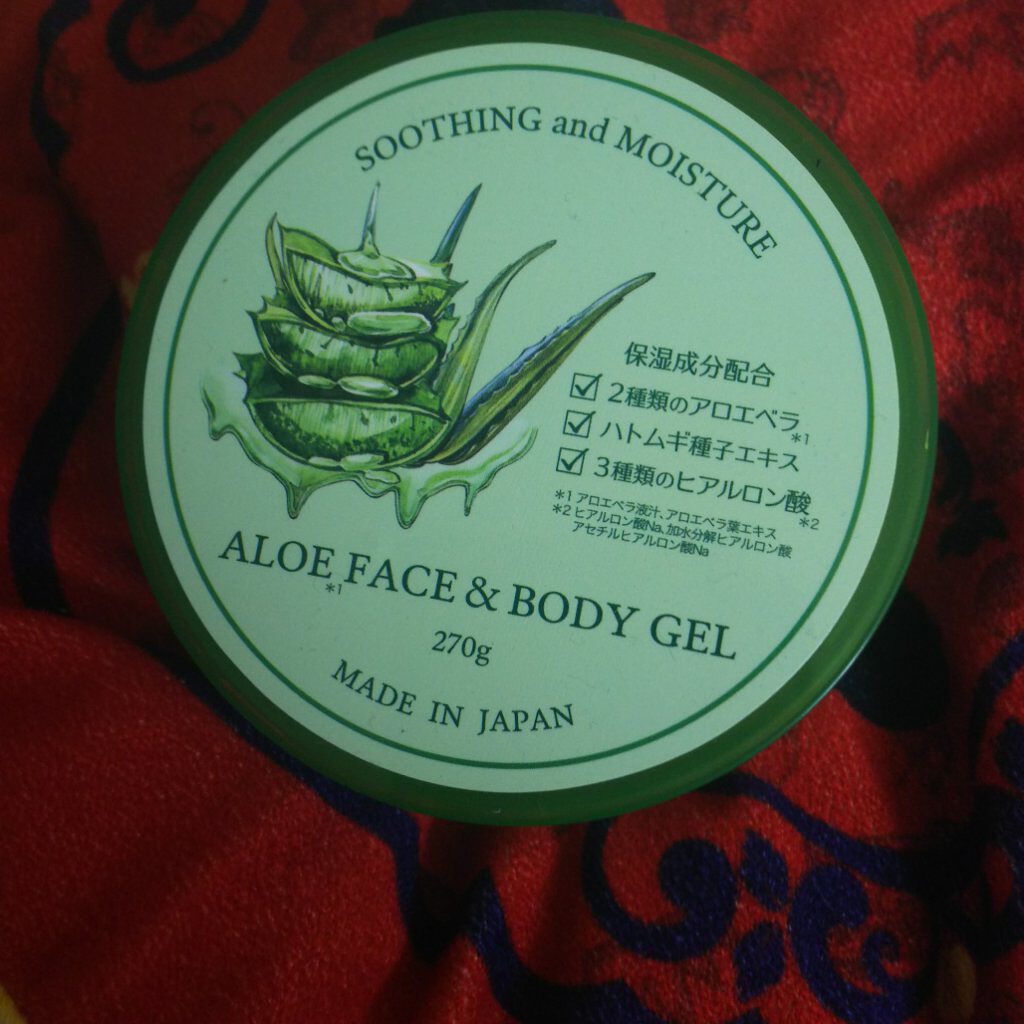 SOOTHING and MOISTURE
保湿成分配合
☑ 2種類のアロエベラ*1
☑ ハトムギ種子エキス
☑ 3種類のヒアルロン酸*2
*1 アロエベラ液汁、アロエベラ葉エキス
*2 ヒアルロン酸Na、加水分解ヒアルロン酸
アセチルヒアルロン酸Na
ALOE*1 FACE & BODY GEL
270g
MADE IN JAPAN